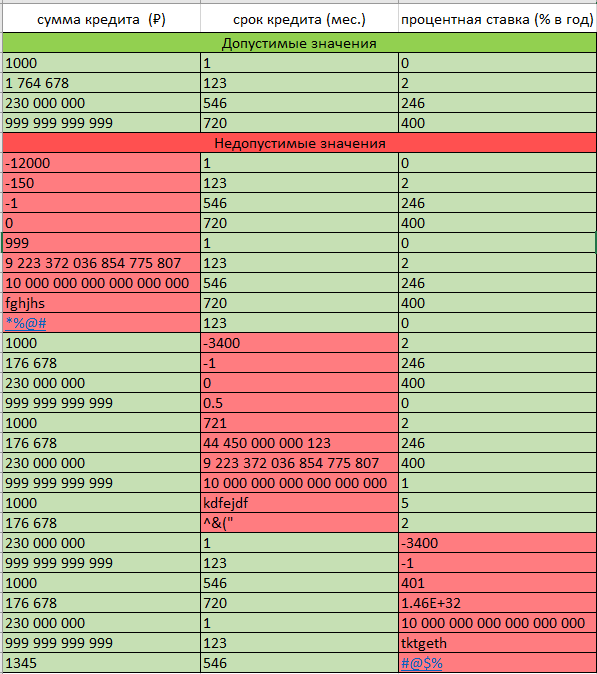 сумма кредита (₽) срок кредита (мес.) процентная ставка (% в год)
Допустимые значения
1000 1 0
1 764 678 123 2
230 000 000 546 246
999 999 999 999 720 400
Недопустимые значения
-12000 1 0
-150 123 2
-1 546 246
0 720 400
999 1 0
9 223 372 036 854 775 807 123 2
10 000 000 000 000 000 000 546 246
fghjhs 720 400
*%@# 123 0
1000 -3400 2
176 678 -1 246
230 000 000 0 400
999 999 999 999 0.5 0
1000 721 2
176 678 44 450 000 000 123 246
230 000 000 9 223 372 036 854 775 807 400
999 999 999 999 10 000 000 000 000 000 000 1
1000 kdfejdf 5
176 678 ^&(" 2
230 000 000 1 -3400
999 999 999 999 123 -1
1000 546 401
176 678 720 1.46E+32
230 000 000 1 10 000 000 000 000 000 000
999 999 999 999 123 tktgeth
1345 546 #@$%